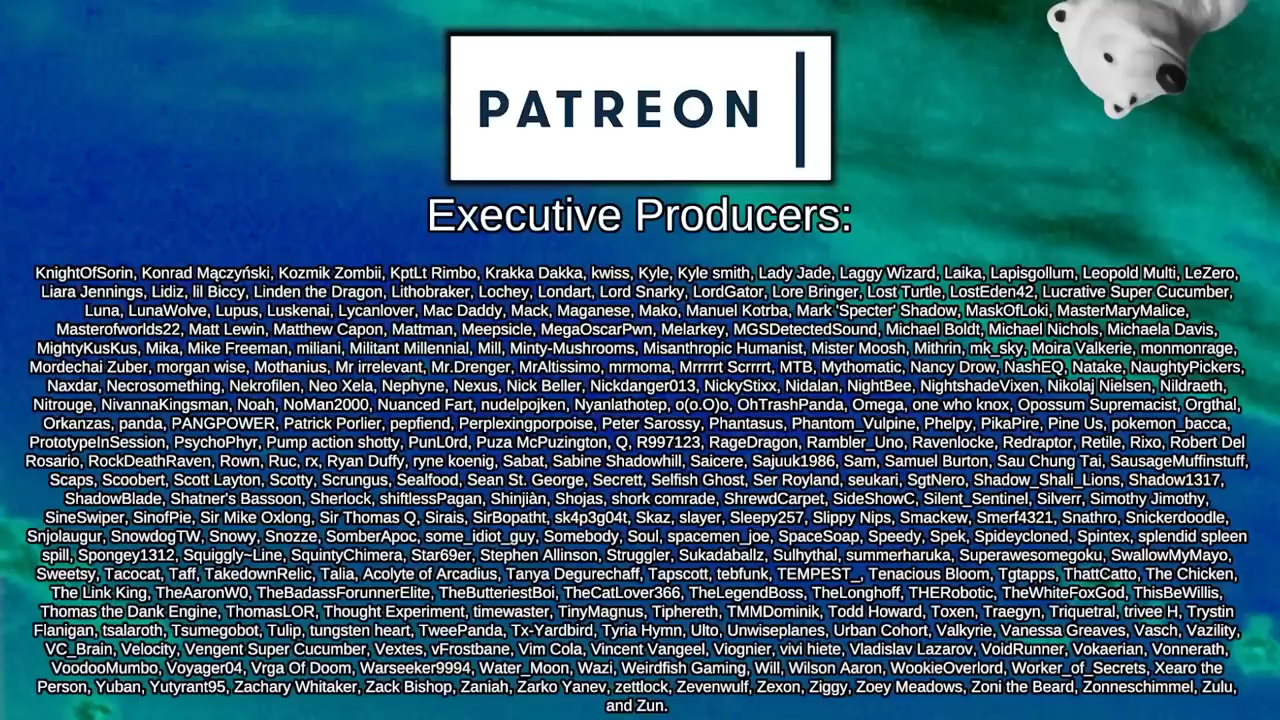 PATREON
Executive Producers:
KnightOfSorin, Konrad Mączyński, Kozmik Zombii, KptLt Rimbo, Krakka Dakka, kwiss, Kyle, Kyle smith, Lady Jade, Laggy Wizard, Laika, Lapisgollum, Leopold Multi, LeZero,
Liara Jennings, Lidiz, lil Biccy, Linden the Dragon, Lithobraker, Lochey, Londart, Lord Snarky, LordGator, Lore Bringer, Lost Turtle, LostEden42, Lucrative Super Cucumber,
Luna, LunaWolve, Lupus, Luskenai, Lycanlover, Mac Daddy, Mack, Maganese, Mako, Manuel Kotrba, Mark 'Specter' Shadow, MaskOfLoki, MasterMaryMalice,
Masterofworlds22, Matt Lewin, Matthew Capon, Mattman, Meepsicle, MegaOscarPwn, Melarkey, MGSDetectedSound, Michael Boldt, Michael Nichols, Michaela Davis,
MightyKusKus, Mika, Mike Freeman, miliani, Militant Millennial, Mill, Minty-Mushrooms, Misanthropic Humanist, Mister Moosh, Mithrin, mk_sky, Moira Valkerie, monmonrage,
Mordechai Zuber, morgan wise, Mothanius, Mr irrelevant, Mr.Drenger, MrAltissimo, mrmoma, Mrrrrrt Scrrrrt, MTB, Mythomatic, Nancy Drow, NashEQ, Natake, NaughtyPickers,
Naxdar, Necrosomething, Nekrofilen, Neo Xela, Nephyne, Nexus, Nick Beller, Nickdanger013, NickyStixx, Nidalan, NightBee, NightshadeVixen, Nikolaj Nielsen, Nildraeth,
Nitrouge, NivannaKingsman, Noah, NoMan2000, Nuanced Fart, nudelpojken, Nyanlathotep, o(o.O)o, OhTrashPanda, Omega, one who knox, Opossum Supremacist, Orgthal,
Orkanzas, panda, PANGPOWER, Patrick Porlier, pepfiend, Perplexingporpoise, Peter Sarossy, Phantasus, Phantom_Vulpine, Phelpy, PikaPire, Pine Us, pokemon_bacca,
PrototypeInSession, PsychoPhyr, Pump action shotty, PunL0rd, Puza McPuzington, Q, R997123, RageDragon, Rambler_Uno, Ravenlocke, Redraptor, Retile, Rixo, Robert Del
Rosario, RockDeathRaven, Rown, Ruc, rx, Ryan Duffy, ryne koenig, Sabat, Sabine Shadowhill, Saicere, Sajuuk1986, Sam, Samuel Burton, Sau Chung Tai, SausageMuffinstuff,
Scaps, Scoobert, Scott Layton, Scotty, Scrungus, Sealfood, Sean St. George, Secrett, Selfish Ghost, Ser Royland, seukari, SgtNero, Shadow_Shali_Lions, Shadow1317,
ShadowBlade, Shatner's Bassoon, Sherlock, shiftlessPagan, Shinjiàn, Shojas, shork comrade, ShrewdCarpet, SideShowC, Silent_Sentinel, Silverr, Simothy Jimothy,
SineSwiper, SinofPie, Sir Mike Oxlong, Sir Thomas Q, Sirais, SirBopatht, sk4p3g04t, Skaz, slayer, Sleepy257, Slippy Nips, Smackew, Smerf4321, Snathro, Snickerdoodle,
Snjolaugur, SnowdogTW, Snowy, Snozze, SomberApoc, some_idiot_guy, Somebody, Soul, spacemen_joe, SpaceSoap, Speedy, Spek, Spideycloned, Spintex, splendid spleen
spill, Spongey1312, Squiggly~Line, SquintyChimera, Star69er, Stephen Allinson, Struggler, Sukadaballz, Sulhythal, summerharuka, Superawesomegoku, SwallowMyMayo,
Sweetsy, Tacocat, Taff, TakedownRelic, Talia, Acolyte of Arcadius, Tanya Degurechaff, Tapscott, tebfunk, TEMPEST_, Tenacious Bloom, Tgtapps, ThattCatto, The Chicken,
The Link King, TheAaronW0, TheBadassForunnerElite, TheButteriestBoi, TheCatLover366, TheLegendBoss, TheLonghoff, THERobotic, TheWhiteFoxGod, ThisBeWillis,
Thomas the Dank Engine, ThomasLOR, Thought Experiment, timewaster, TinyMagnus, Tiphereth, TMMDominik, Todd Howard, Toxen, Traegyn, Triquetral, trivee H, Trystin
Flanigan, tsalaroth, Tsumegobot, Tulip, tungsten heart, TweePanda, Tx-Yardbird, Tyria Hymn, Ulto, Unwiseplanes, Urban Cohort, Valkyrie, Vanessa Greaves, Vasch, Vazility,
VC_Brain, Velocity, Vengent Super Cucumber, Vextes, vFrostbane, Vim Cola, Vincent Vangeel, Viognier, vivi hiete, Vladislav Lazarov, VoidRunner, Vokaerian, Vonnerath,
VoodooMumbo, Voyager04, Vrga Of Doom, Warseeker9994, Water_Moon, Wazi, Weirdfish Gaming, Will, Wilson Aaron, WookieOverlord, Worker_of_Secrets, Xearo the
Person, Yuban, Yutyrant95, Zachary Whitaker, Zack Bishop, Zaniah, Zarko Yanev, zettlock, Zevenwulf, Zexon, Ziggy, Zoey Meadows, Zoni the Beard, Zonneschimmel, Zulu,
and Zun.